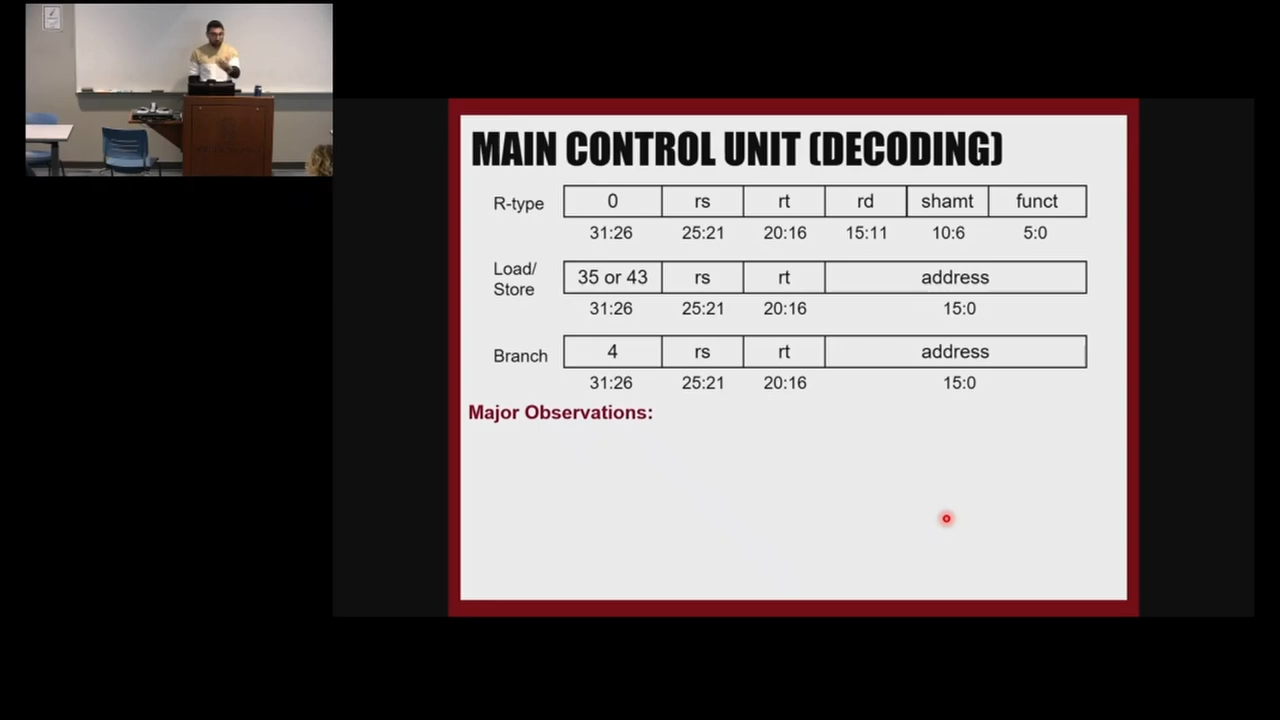 MAIN CONTROL UNIT (DECODING)
R-type 0 rs rt rd shamt funct
31:26 25:21 20:16 15:11 10:6 5:0
Load/
Store 35 or 43 rs rt address
31:26 25:21 20:16 15:0
Branch 4 rs rt address
31:26 25:21 20:16 15:0
Major Observations: